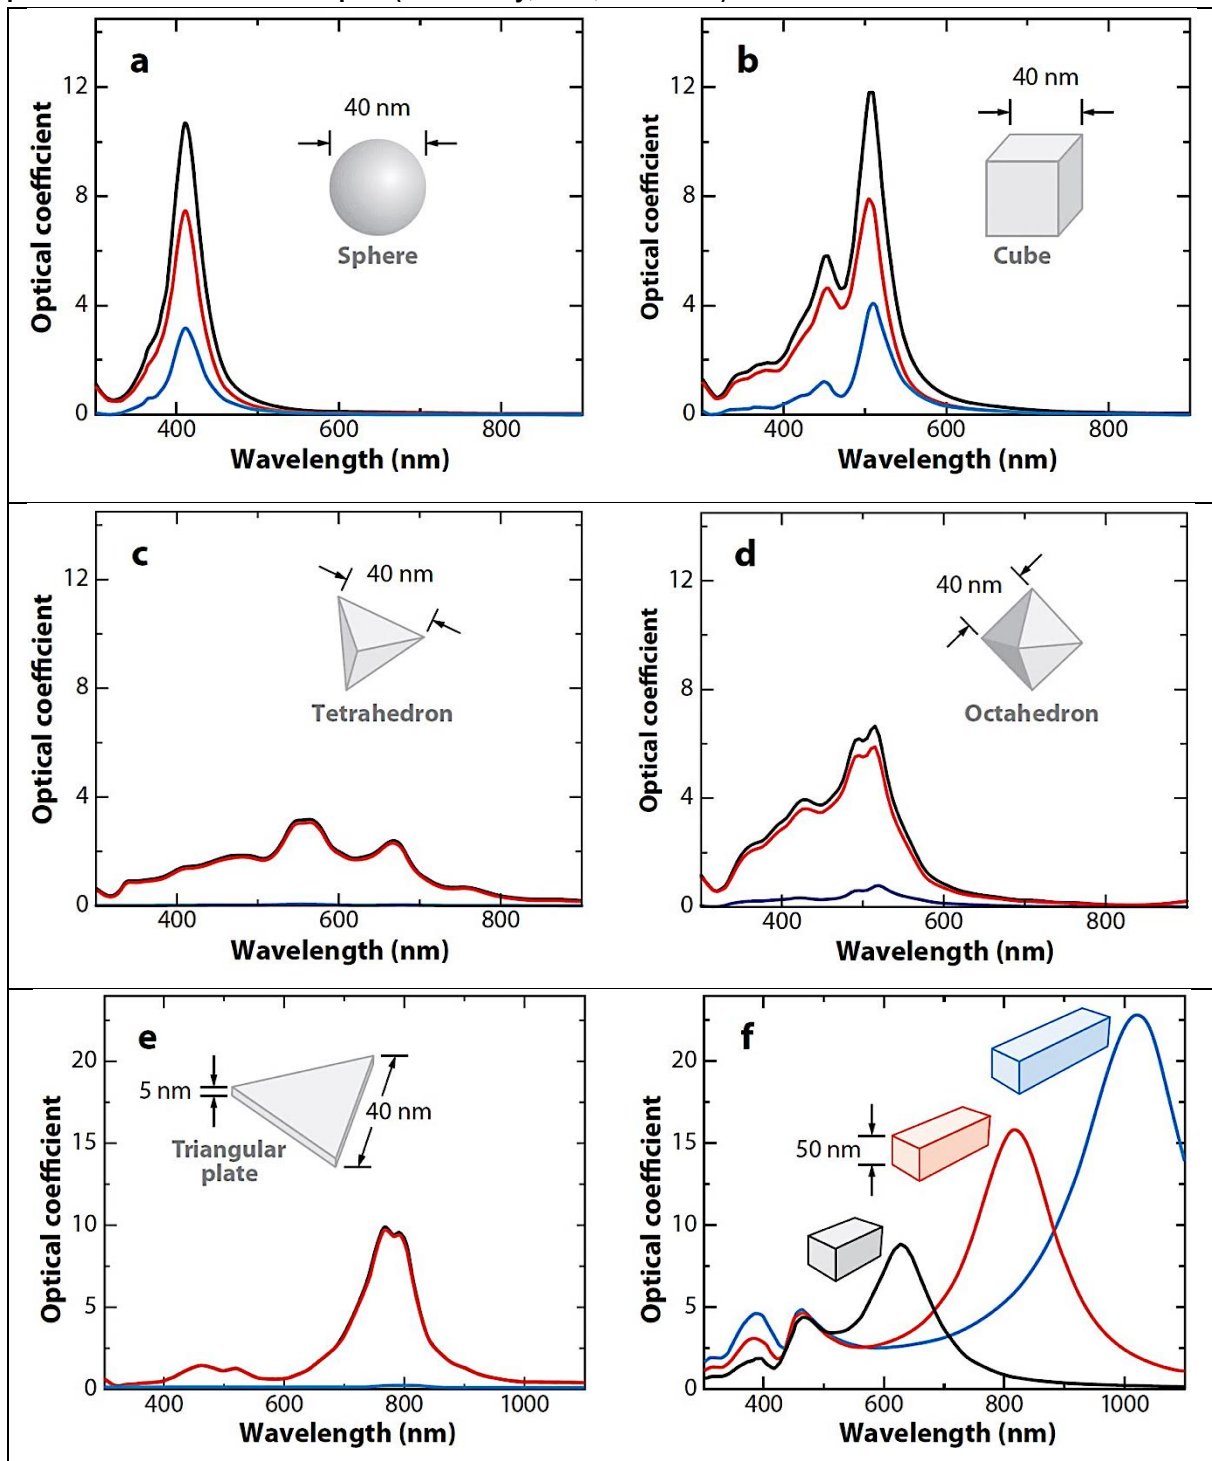 a
40 nm
Sphere
12
8
4
0
400
600
800
Optical coefficient
Wavelength (nm)
b
40 nm
Cube
12
8
4
0
400
600
800
Optical coefficient
Wavelength (nm)
c
40 nm
Tetrahedron
12
8
4
0
400
600
800
Optical coefficient
Wavelength (nm)
d
40 nm
Octahedron
12
8
4
0
400
600
800
Optical coefficient
Wavelength (nm)
e
5 nm
40 nm
Triangular
plate
20
15
10
5
0
400
600
800
1000
Optical coefficient
Wavelength (nm)
f
50 nm
20
15
10
5
0
400
600
800
1000
Optical coefficient
Wavelength (nm)